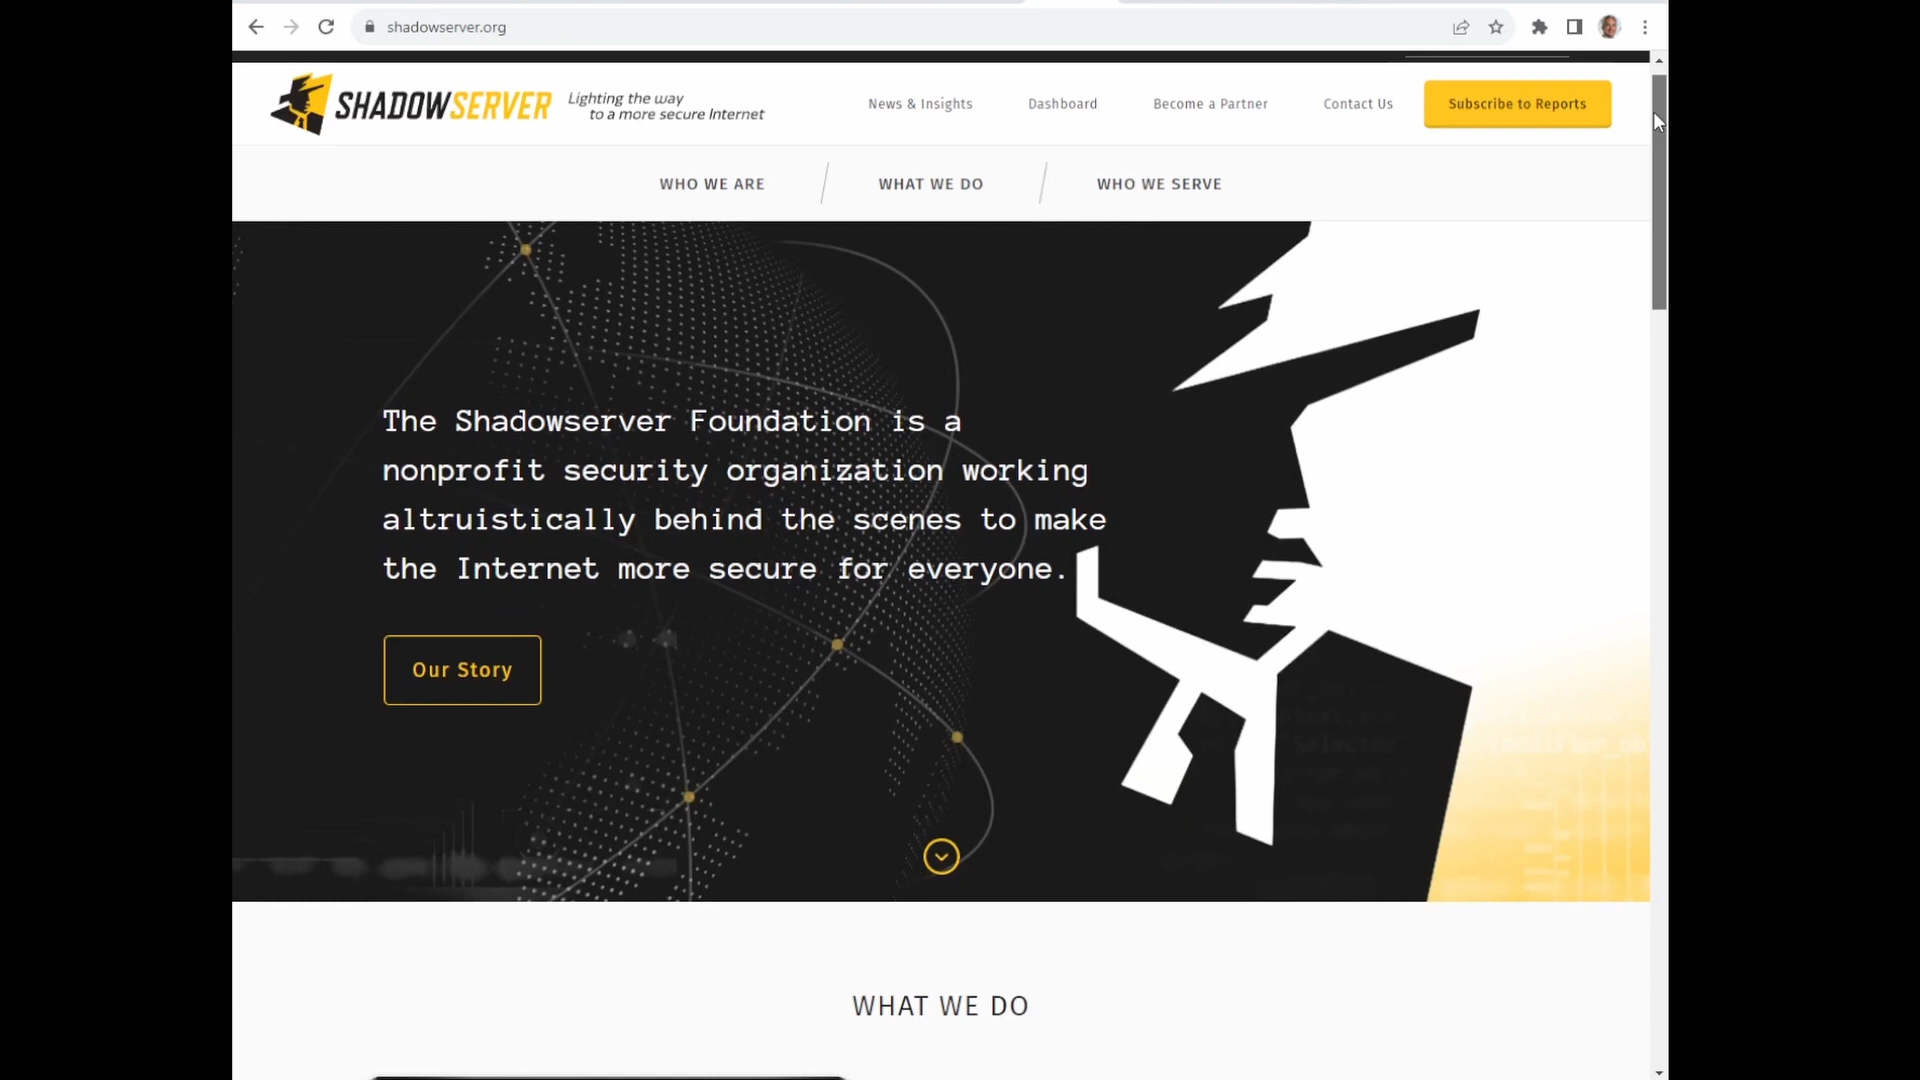 shadowserver.org
SHADOWSERVER
Lighting the way
to a more secure Internet
News & Insights
Dashboard
Become a Partner
Contact Us
Subscribe to Reports
WHO WE ARE
WHAT WE DO
WHO WE SERVE
The Shadowserver Foundation is a
nonprofit security organization working
altruistically behind the scenes to make
the Internet more secure for everyone.
Our Story
WHAT WE DO